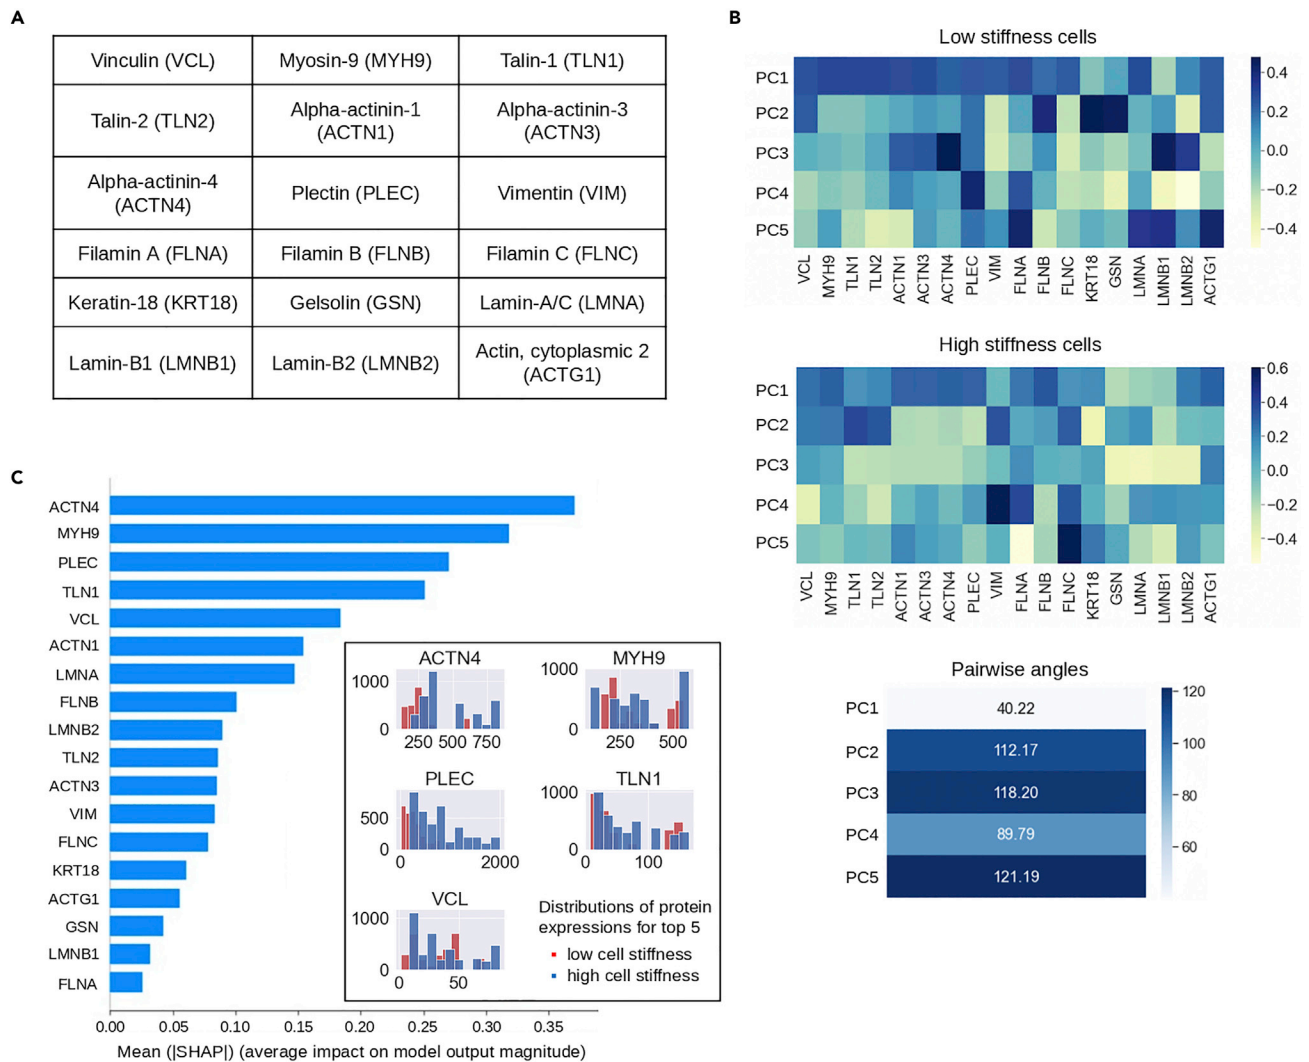 A
Vinculin (VCL) Myosin-9 (MYH9) Talin-1 (TLN1)
Talin-2 (TLN2) Alpha-actinin-1 (ACTN1) Alpha-actinin-3 (ACTN3)
Alpha-actinin-4 (ACTN4) Plectin (PLEC) Vimentin (VIM)
Filamin A (FLNA) Filamin B (FLNB) Filamin C (FLNC)
Keratin-18 (KRT18) Gelsolin (GSN) Lamin-A/C (LMNA)
Lamin-B1 (LMNB1) Lamin-B2 (LMNB2) Actin, cytoplasmic 2 (ACTG1)
B
Low stiffness cells
PC1
PC2
PC3
PC4
PC5
VCL MYH9 TLN1 TLN2 ACTN1 ACTN3 ACTN4 PLEC VIM FLNA FLNB FLNC KRT18 GSN LMNA LMNB1 LMNB2 ACTG1
0.4
0.2
0.0
−0.2
−0.4
High stiffness cells
PC1
PC2
PC3
PC4
PC5
VCL MYH9 TLN1 TLN2 ACTN1 ACTN3 ACTN4 PLEC VIM FLNA FLNB FLNC KRT18 GSN LMNA LMNB1 LMNB2 ACTG1
0.6
0.4
0.2
0.0
−0.2
−0.4
Pairwise angles
PC1 40.22
PC2 112.17
PC3 118.20
PC4 89.79
PC5 121.19
120
100
80
60
C
ACTN4
MYH9
PLEC
TLN1
VCL
ACTN1
LMNA
FLNB
LMNB2
TLN2
ACTN3
VIM
FLNC
KRT18
ACTG1
GSN
LMNB1
FLNA
0.00 0.05 0.10 0.15 0.20 0.25 0.30 0.35
Mean (|SHAP|) (average impact on model output magnitude)
ACTN4
1000
0
250 500 750
MYH9
1000
0
250 500
PLEC
500
0
0 2000
TLN1
1000
0
0 100
VCL
1000
0
0 50
Distributions of protein
expressions for top 5
low cell stiffness
high cell stiffness